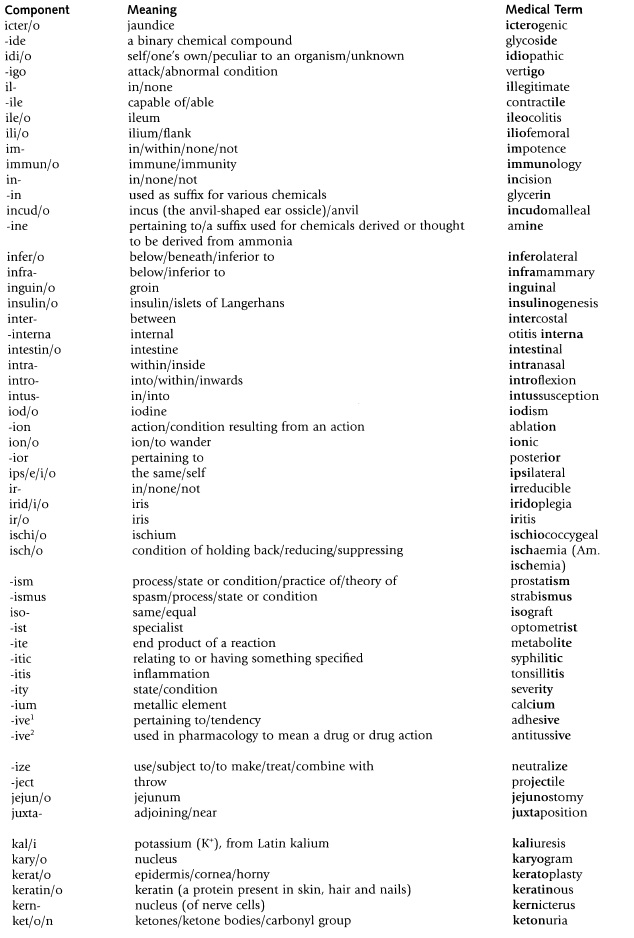 Component Meaning Medical Term
icter/o jaundice icterogenic
-ide a binary chemical compound glycoside
idi/o self/one's own/peculiar to an organism/unknown idiopathic
-igo attack/abnormal condition vertigo
il- in/none illegitimate
-ile capable of/able contractile
ile/o ileum ileocolitis
ili/o ilium/flank iliofemoral
im- in/within/none/not impotence
immun/o immune/immunity immunology
in- in/none/not incision
-in used as suffix for various chemicals glycerin
incud/o incus (the anvil-shaped ear ossicle)/anvil incudomalleal
-ine pertaining to/a suffix used for chemicals derived or thought amine
to be derived from ammonia
infer/o below/beneath/inferior to inferolateral
infra- below/inferior to inframammary
inguin/o groin inguinal
insulin/o insulin/islets of Langerhans insulinogenesis
inter- between intercostal
-interna internal otitis interna
intestin/o intestine intestinal
intra- within/inside intranasal
intro- into/within/inwards introflexion
intus- in/into intussusception
iod/o iodine iodism
-ion action/condition resulting from an action ablation
ion/o ion/to wander ionic
-ior pertaining to posterior
ips/e/i/o the same/self ipsilateral
ir- in/none/not irreducible
irid/i/o iris iridoplegia
ir/o iris iritis
ischi/o ischium ischiococcygeal
isch/o condition of holding back/reducing/suppressing ischaemia (Am.
ischemia)
-ism process/state or condition/practice of/theory of prostatism
-ismus spasm/process/state or condition strabismus
iso- same/equal isograft
-ist specialist optometrist
-ite end product of a reaction metabolite
-itic relating to or having something specified syphilitic
-itis inflammation tonsillitis
-ity state/condition severity
-ium metallic element calcium
-ive¹ pertaining to/tendency adhesive
-ive² used in pharmacology to mean a drug or drug action antitussive
-ize use/subject to/to make/treat/combine with neutralize
-ject throw projectile
jejun/o jejunum jejunostomy
juxta- adjoining/near juxtaposition
kal/i potassium (K⁺), from Latin kalium kaliuresis
kary/o nucleus karyogram
kerat/o epidermis/cornea/horny keratoplasty
keratin/o keratin (a protein present in skin, hair and nails) keratinous
kern- nucleus (of nerve cells) kernicterus
ket/o/n ketones/ketone bodies/carbonyl group ketonuria